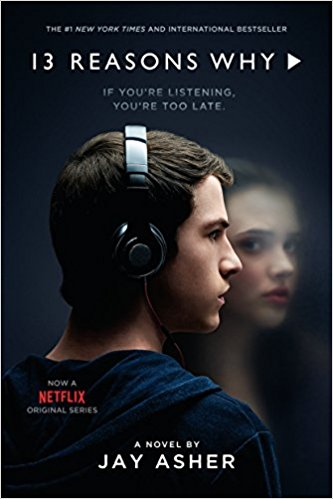 THE #1 NEW YORK TIMES AND INTERNATIONAL BESTSELLER
13 REASONS WHY ▶
IF YOU'RE LISTENING,
YOU'RE TOO LATE.
NOW A
NETFLIX
ORIGINAL SERIES
A NOVEL BY
JAY ASHER